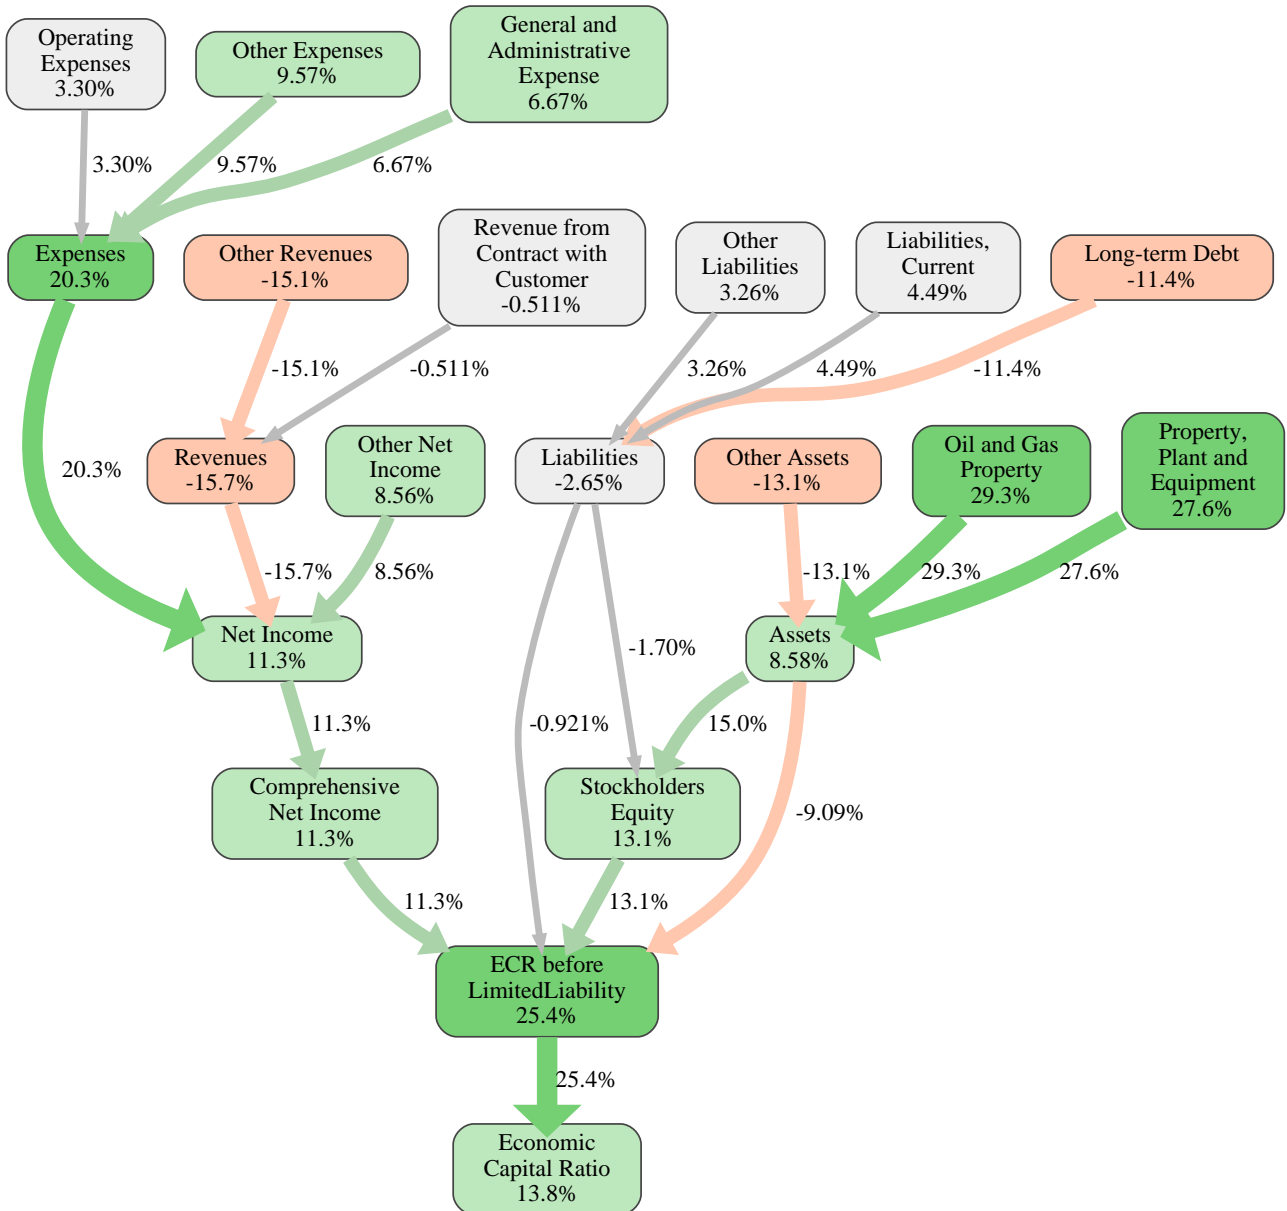 Operating
Expenses
3.30%
Other Expenses
9.57%
General and
Administrative
Expense
6.67%
3.30%
9.57%
6.67%
Expenses
20.3%
Other Revenues
-15.1%
Revenue from
Contract with
Customer
-0.511%
Other
Liabilities
3.26%
Liabilities,
Current
4.49%
Long-term Debt
-11.4%
-15.1%
-0.511%
3.26%
4.49%
-11.4%
20.3%
Revenues
-15.7%
Other Net
Income
8.56%
Liabilities
-2.65%
Other Assets
-13.1%
Oil and Gas
Property
29.3%
Property,
Plant and
Equipment
27.6%
-15.7%
8.56%
-13.1%
29.3%
27.6%
Net Income
11.3%
-1.70%
Assets
8.58%
11.3%
-0.921%
15.0%
Comprehensive
Net Income
11.3%
Stockholders
Equity
13.1%
-9.09%
11.3%
13.1%
ECR before
LimitedLiability
25.4%
25.4%
Economic
Capital Ratio
13.8%